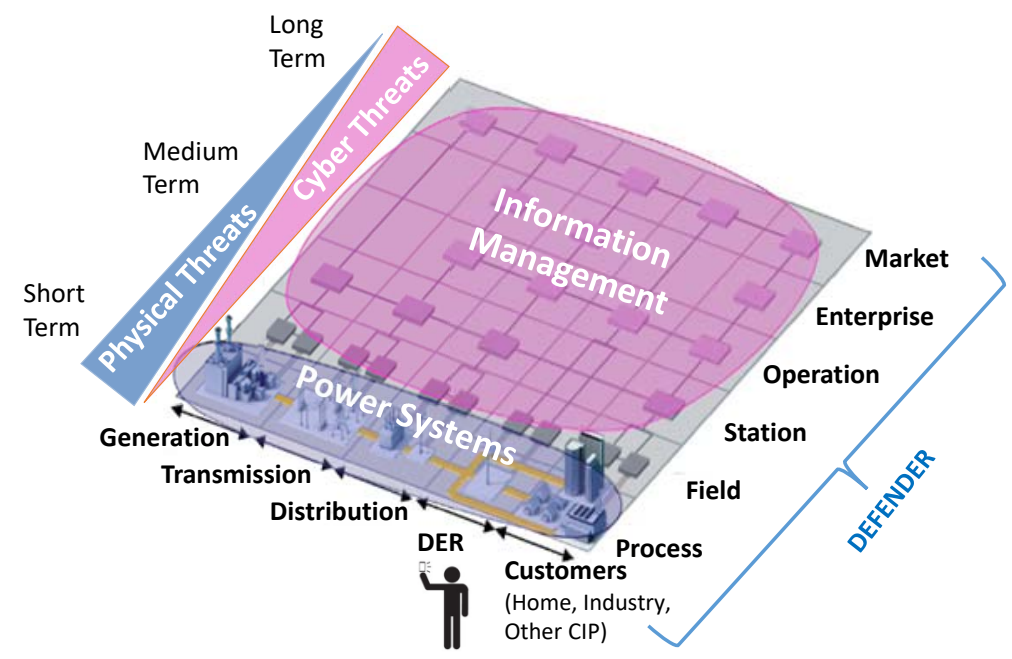 Long
Term
Medium
Term
Short
Term
Physical Threats
Cyber Threats
Information
Management
Power Systems
Market
Enterprise
Operation
Station
Field
Process
Generation
Transmission
Distribution
DER
Customers
(Home, Industry,
Other CIP)
DEFENDER